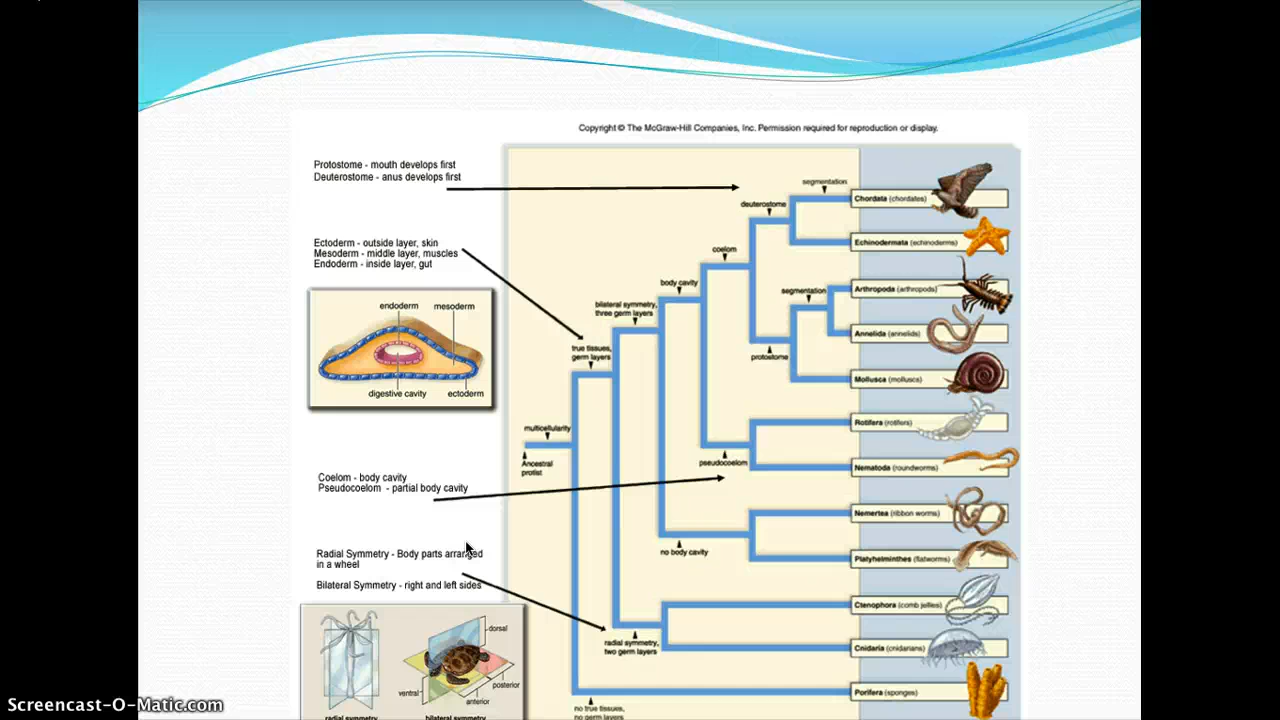 Copyright © The McGraw-Hill Companies, Inc. Permission required for reproduction or display.
Protostome - mouth develops first
Deuterostome - anus develops first
Ectoderm - outside layer, skin
Mesoderm - middle layer, muscles
Endoderm - inside layer, gut
endoderm mesoderm
digestive cavity ectoderm
Coelom - body cavity
Pseudocoelom - partial body cavity
Radial Symmetry - Body parts arranged
in a wheel
Bilateral Symmetry - right and left sides
dorsal
ventral
posterior
anterior
radial symmetry
bilateral symmetry
segmentation
deuterostome
coelom
body cavity
segmentation
bilateral symmetry,
three germ layers
true tissues,
germ layers
protostome
multicellularity
Ancestral
protist
pseudocoelom
no body cavity
radial symmetry,
two germ layers
no true tissues,
no germ layers
Chordata (chordates)
Echinodermata (echinoderms)
Arthropoda (arthropods)
Annelida (annelids)
Mollusca (molluscs)
Rotifera (rotifers)
Nematoda (roundworms)
Nemertea (ribbon worms)
Platyhelminthes (flatworms)
Ctenophora (comb jellies)
Cnidaria (cnidarians)
Porifera (sponges)
Screencast-O-Matic.com